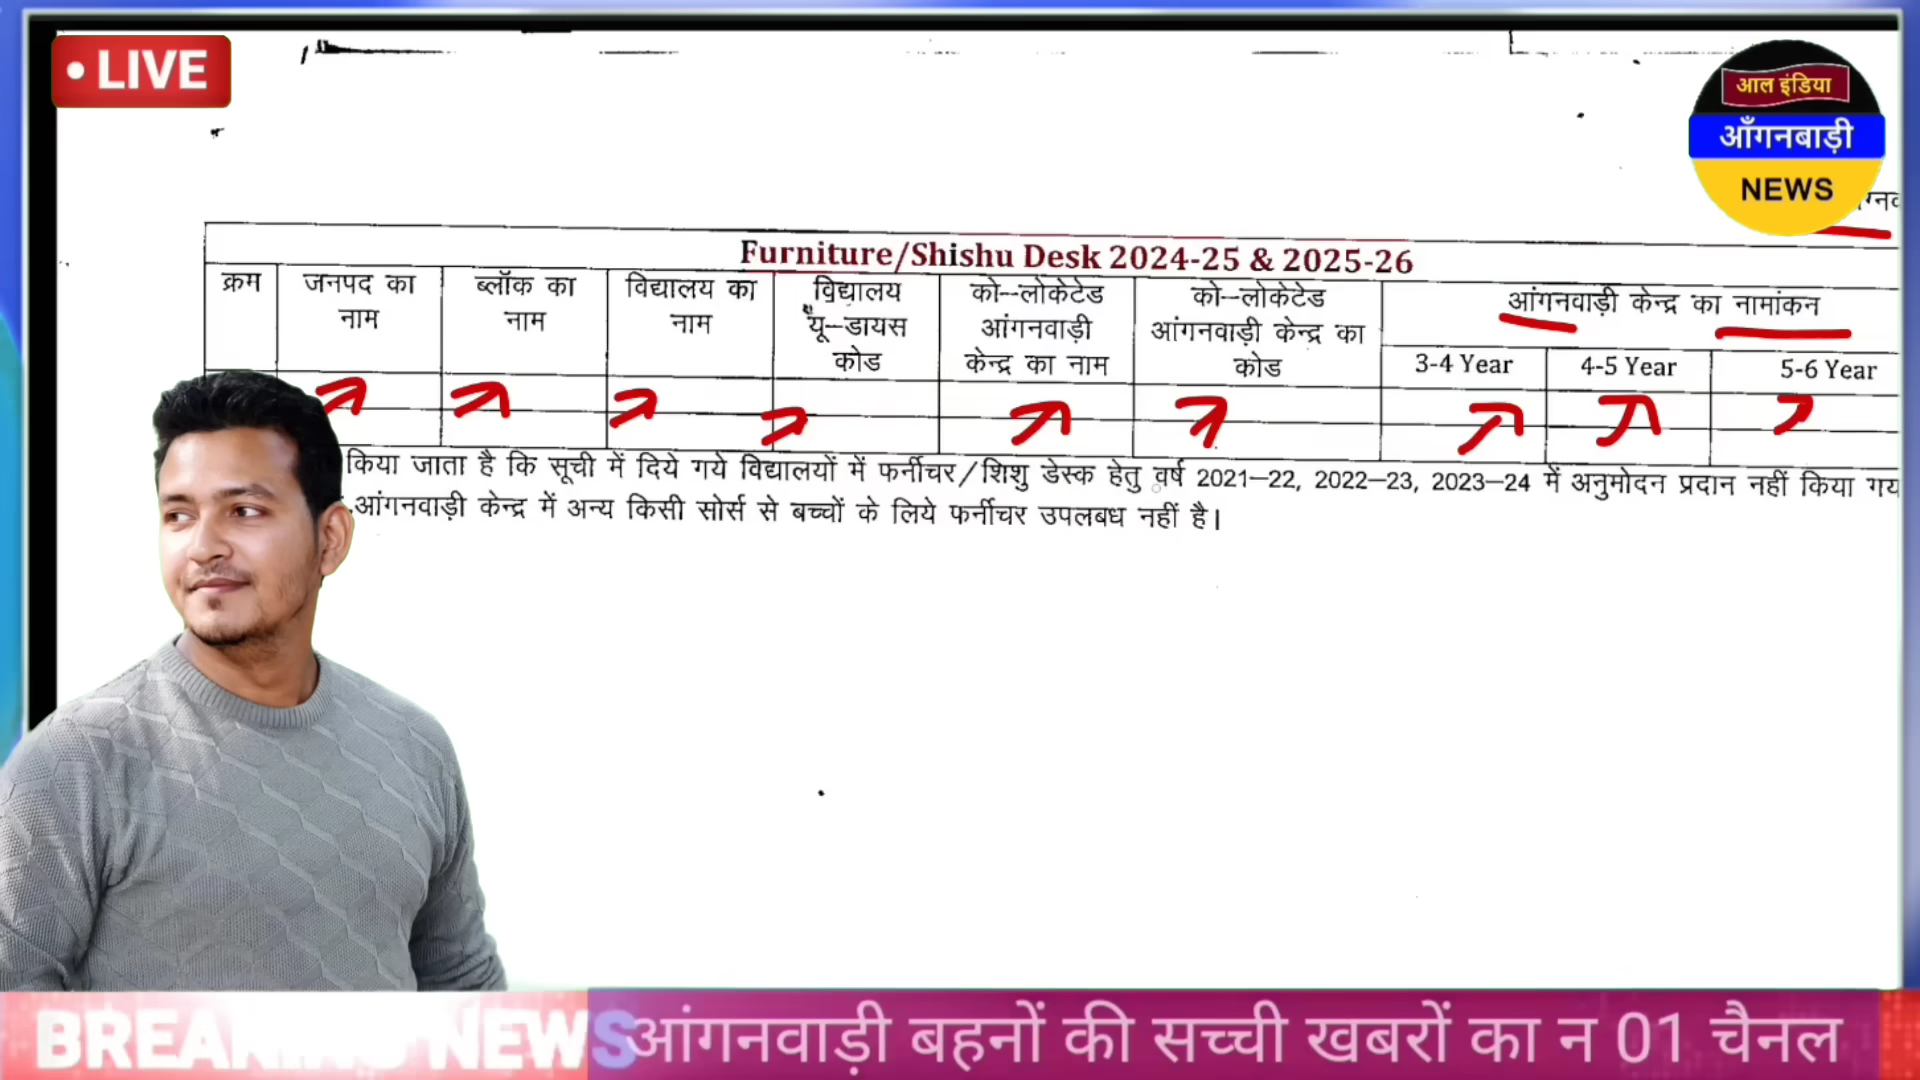 • LIVE
आल इंडिया
आँगनबाड़ी
NEWS
Furniture/Shishu Desk 2024-25 & 2025-26
क्रम
जनपद का
नाम
ब्लॉक का
नाम
विद्यालय का
नाम
विद्यालय
यू–डायस
कोड
को–लोकेटेड
आंगनवाड़ी
केन्द्र का नाम
को–लोकेटेड
आंगनवाड़ी केन्द्र का
कोड
आंगनवाड़ी केन्द्र का नामांकन
3-4 Year
4-5 Year
5-6 Year
किया जाता है कि सूची में दिये गये विद्यालयों में फर्नीचर/शिशु डेस्क हेतु वर्ष 2021–22, 2022–23, 2023–24 में अनुमोदन प्रदान नहीं किया गय
आंगनवाड़ी केन्द्र में अन्य किसी सोर्स से बच्चों के लिये फर्नीचर उपलबध नहीं है।
BREAKING NEWS
आंगनवाड़ी बहनों की सच्ची खबरों का न 01 चैनल